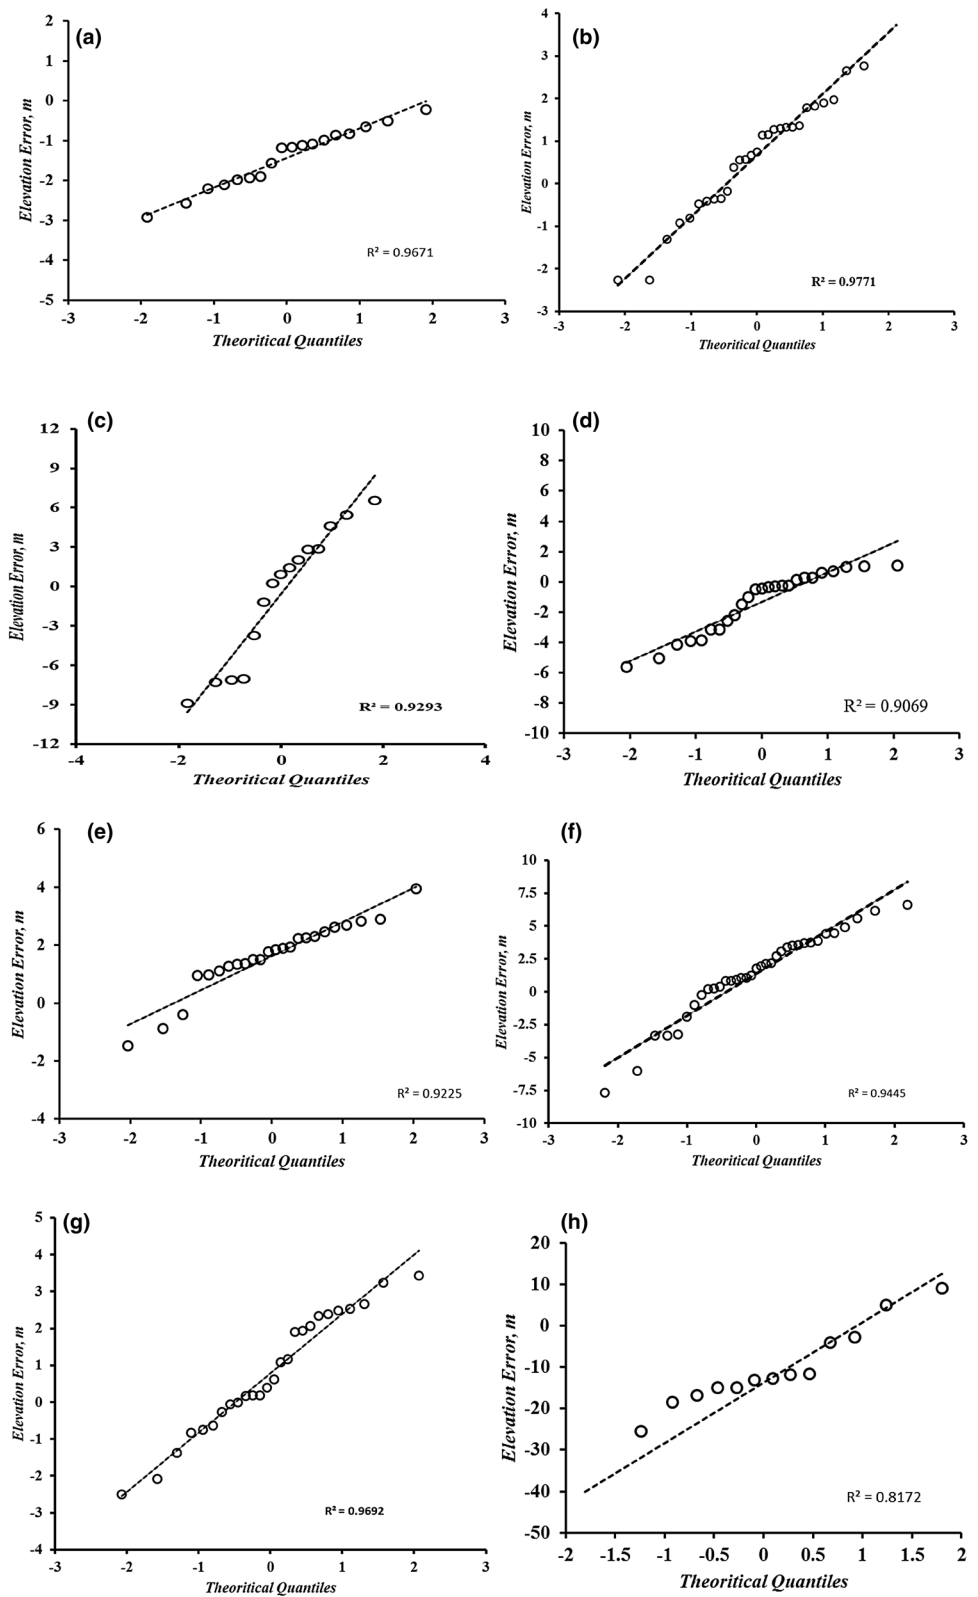 (a)
2
1
0
-1
-2
-3
-4
-5
Elevation Error, m
R² = 0.9671
-3 -2 -1 0 1 2 3
Theoritical Quantiles
(b)
4
3
2
1
0
-1
-2
-3
Elevation Error, m
R² = 0.9771
-3 -2 -1 0 1 2 3
Theoritical Quantiles
(c)
12
9
6
3
0
-3
-6
-9
-12
Elevation Error, m
R² = 0.9293
-4 -2 0 2 4
Theoritical Quantiles
(d)
10
8
6
4
2
0
-2
-4
-6
-8
-10
Elevation Error, m
R² = 0.9069
-3 -2 -1 0 1 2 3
Theoritical Quantiles
(e)
6
4
2
0
-2
-4
Elevation Error, m
R² = 0.9225
-3 -2 -1 0 1 2 3
Theoritical Quantiles
(f)
10
7.5
5
2.5
0
-2.5
-5
-7.5
-10
Elevation Error, m
R² = 0.9445
-3 -2 -1 0 1 2 3
Theoritical Quantiles
(g)
5
4
3
2
1
0
-1
-2
-3
-4
Elevation Error, m
R² = 0.9692
-3 -2 -1 0 1 2 3
Theoritical Quantiles
(h)
20
10
0
-10
-20
-30
-40
-50
Elevation Error, m
R² = 0.8172
-2 -1.5 -1 -0.5 0 0.5 1 1.5 2
Theoritical Quantiles